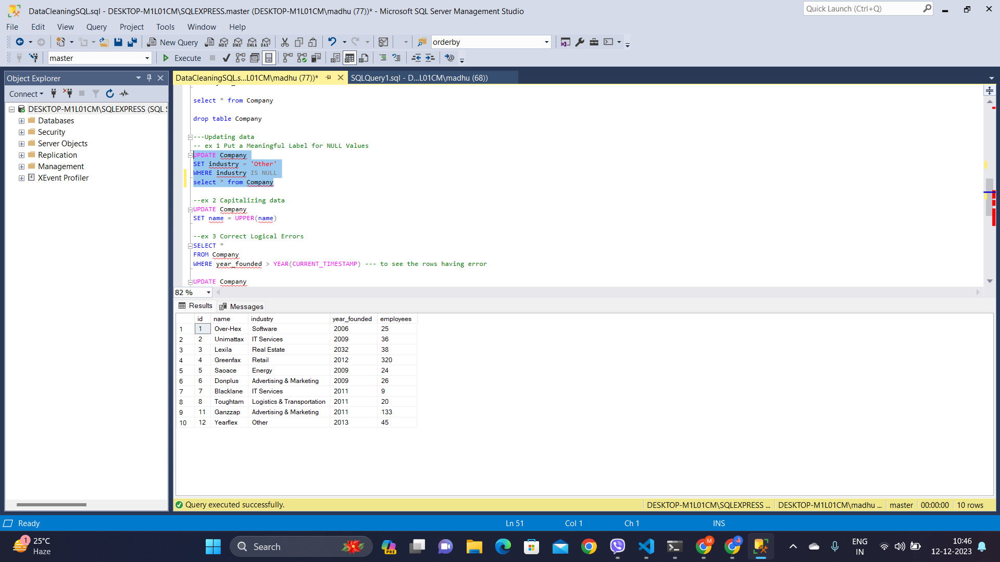 DataCleaningSQL.sql - DESKTOP-M1L01CM\SQLEXPRESS.master (DESKTOP-M1L01CM\madhu (77))* - Microsoft SQL Server Management Studio
Quick Launch (Ctrl+Q)
File Edit View Query Project Tools Window Help
New Query MDX DMX XMLA DAX orderby
master Execute
Object Explorer
DataCleaningSQL.s...L01CM\madhu (77))* SQLQuery1.sql - D...L01CM\madhu (68))
Connect
DESKTOP-M1L01CM\SQLEXPRESS (SQL S
Databases
Security
Server Objects
Replication
Management
XEvent Profiler
select * from Company
drop table Company
---Updating data
-- ex 1 Put a Meaningful Label for NULL Values
UPDATE Company
SET industry = 'Other'
WHERE industry IS NULL
select * from Company
--ex 2 Capitalizing data
UPDATE Company
SET name = UPPER(name)
--ex 3 Correct Logical Errors
SELECT *
FROM Company
WHERE year_founded > YEAR(CURRENT_TIMESTAMP) --- to see the rows having error
UPDATE Company
82 %
Results Messages
id name industry year_founded employees
1 1 Over-Hex Software 2006 25
2 2 Unimattax IT Services 2009 36
3 3 Lexila Real Estate 2032 38
4 4 Greenfax Retail 2012 320
5 5 Saoace Energy 2009 24
6 6 Donplus Advertising & Marketing 2009 26
7 7 Blacklane IT Services 2011 9
8 8 Toughtam Logistics & Transportation 2011 20
9 11 Ganzzap Advertising & Marketing 2011 133
10 12 Yearflex Other 2013 45
Query executed successfully. DESKTOP-M1L01CM\SQLEXPRESS ... DESKTOP-M1L01CM\madhu ... master 00:00:00 10 rows
Ready Ln 51 Col 1 Ch 1 INS
1 25°C
Haze
Search
PRE
M
ENG
IN
10:46
12-12-2023